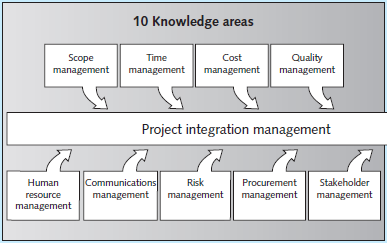 10 Knowledge areas
Scope
management
Time
management
Cost
management
Quality
management
Project integration management
Human
resource
management
Communications
management
Risk
management
Procurement
management
Stakeholder
management